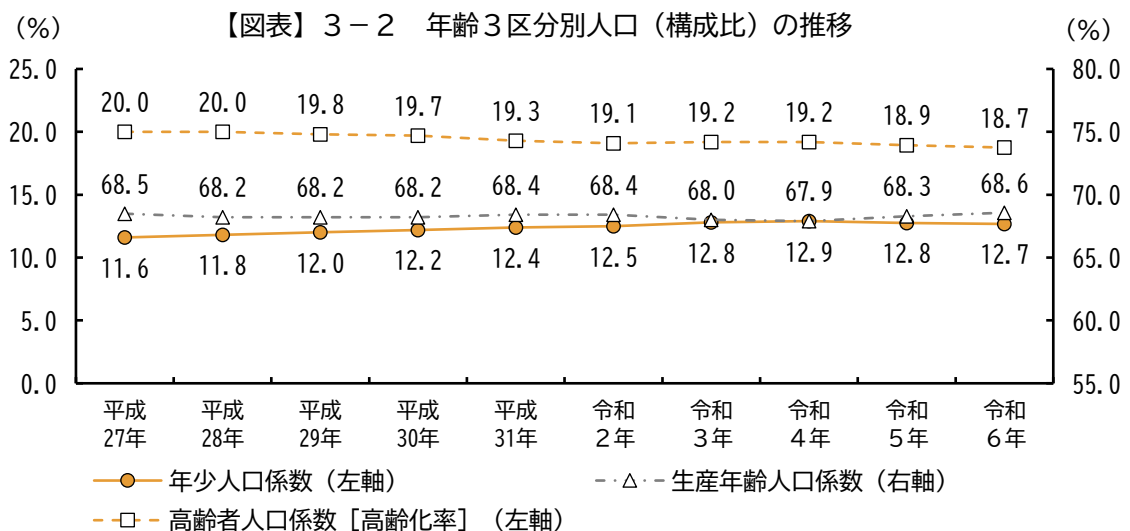 【図表】３－２　年齢３区分別人口（構成比）の推移
(%)
(%)
25.0
20.0
15.0
10.0
5.0
0.0
80.0
75.0
70.0
65.0
60.0
55.0
20.0 20.0 19.8 19.7 19.3 19.1 19.2 19.2 18.9 18.7
68.5 68.2 68.2 68.2 68.4 68.4 68.0 67.9 68.3 68.6
11.6 11.8 12.0 12.2 12.4 12.5 12.8 12.9 12.8 12.7
平成 平成 平成 平成 平成 令和 令和 令和 令和 令和
27年 28年 29年 30年 31年 ２年 ３年 ４年 ５年 ６年
年少人口係数（左軸）
生産年齢人口係数（右軸）
高齢者人口係数［高齢化率］（左軸）